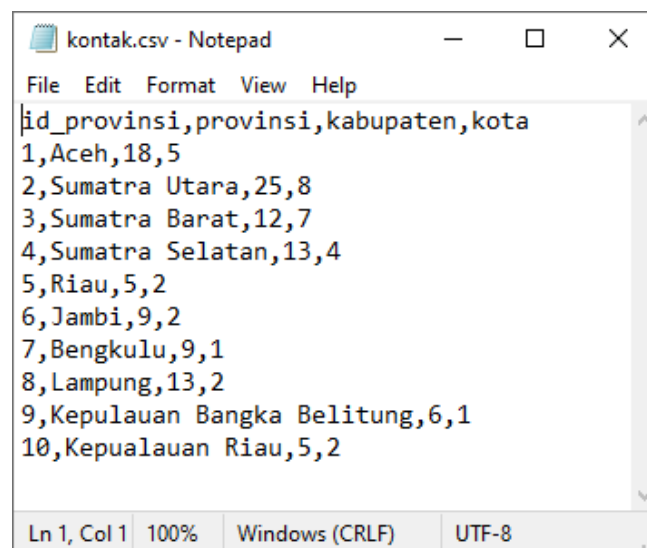 kontak.csv - Notepad
File Edit Format View Help
id_provinsi,provinsi,kabupaten,kota
1,Aceh,18,5
2,Sumatra Utara,25,8
3,Sumatra Barat,12,7
4,Sumatra Selatan,13,4
5,Riau,5,2
6,Jambi,9,2
7,Bengkulu,9,1
8,Lampung,13,2
9,Kepulauan Bangka Belitung,6,1
10,Kepualauan Riau,5,2
Ln 1, Col 1 100% Windows (CRLF) UTF-8